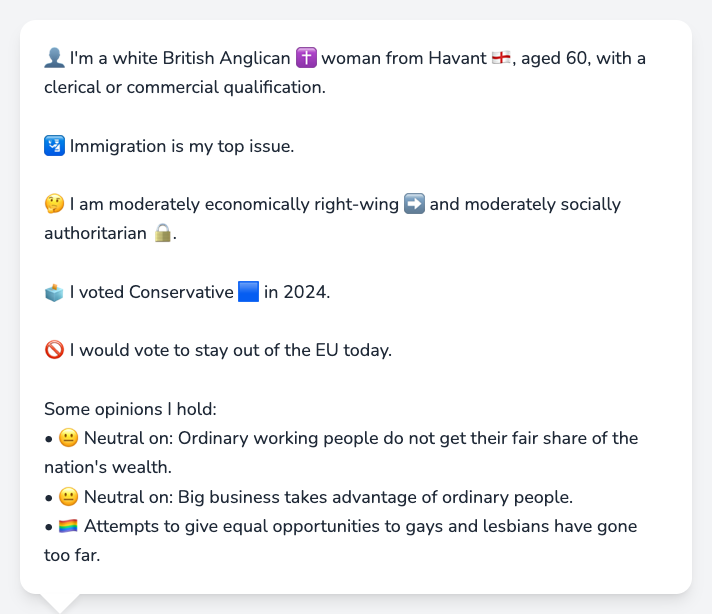 👤 I'm a white British Anglican ✝️ woman from Havant 🏴󠁧󠁢󠁥󠁮󠁧󠁿, aged 60, with a
clerical or commercial qualification.
🛂 Immigration is my top issue.
🤔 I am moderately economically right-wing ➡️ and moderately socially
authoritarian 🔒.
🗳️ I voted Conservative 🟦 in 2024.
🚫 I would vote to stay out of the EU today.
Some opinions I hold:
• 😐 Neutral on: Ordinary working people do not get their fair share of the
nation's wealth.
• 😐 Neutral on: Big business takes advantage of ordinary people.
• 🏳️‍🌈 Attempts to give equal opportunities to gays and lesbians have gone
too far.